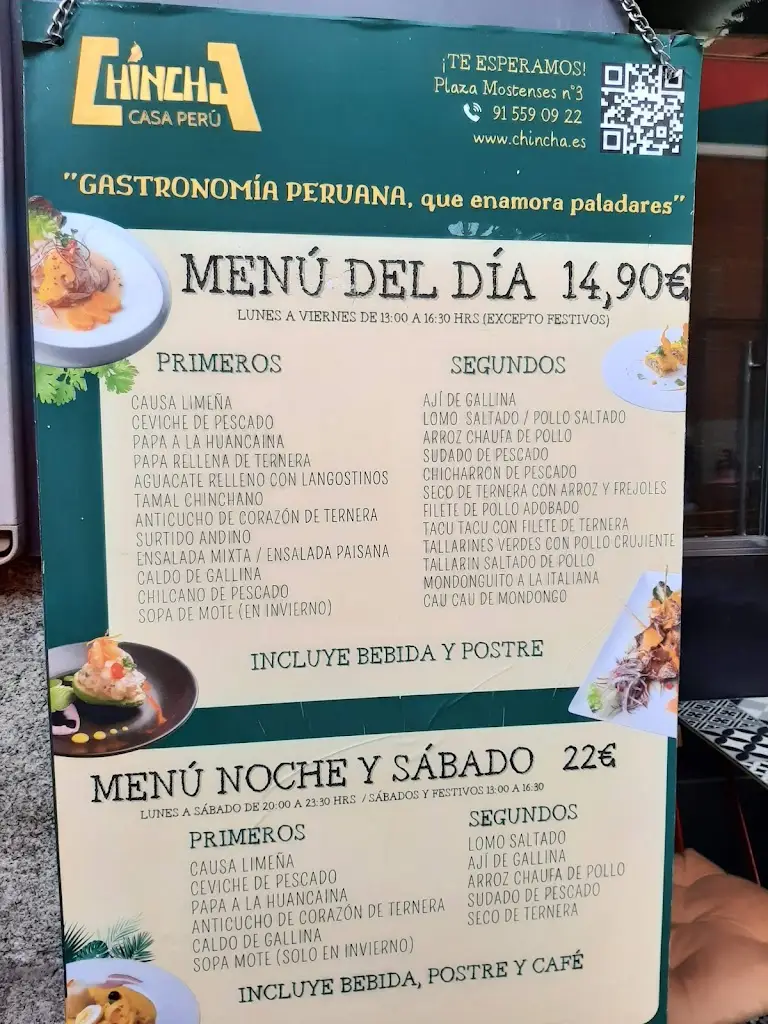 CHINCHA
CASA PERÚ
¡TE ESPERAMOS!
Plaza Mostenses nº3
91 559 09 22
www.chincha.es
"GASTRONOMÍA PERUANA, que enamora paladares"
MENÚ DEL DÍA 14,90€
LUNES A VIERNES DE 13:00 A 16:30 HRS (EXCEPTO FESTIVOS)
PRIMEROS
CAUSA LIMEÑA
CEVICHE DE PESCADO
PAPA A LA HUANCAINA
PAPA RELLENA DE TERNERA
AGUACATE RELLENO CON LANGOSTINOS
TAMAL CHINCHANO
ANTICUCHO DE CORAZÓN DE TERNERA
SURTIDO ANDINO
ENSALADA MIXTA / ENSALADA PAISANA
CALDO DE GALLINA
CHILCANO DE PESCADO
SOPA DE MOTE (EN INVIERNO)
SEGUNDOS
AJÍ DE GALLINA
LOMO SALTADO / POLLO SALTADO
ARROZ CHAUFA DE POLLO
SUDADO DE PESCADO
CHICHARRON DE PESCADO
SECO DE TERNERA CON ARROZ Y FREJOLES
FILETE DE POLLO ADOBADO
TACU TACU CON FILETE DE TERNERA
TALLARINES VERDES CON POLLO CRUJIENTE
TALLARIN SALTADO DE POLLO
MONDONGUITO A LA ITALIANA
CAU CAU DE MONDONGO
INCLUYE BEBIDA Y POSTRE
MENÚ NOCHE Y SÁBADO 22€
LUNES A SÁBADO DE 20:00 A 23:30 HRS / SÁBADOS Y FESTIVOS 13:00 A 16:30
PRIMEROS
CAUSA LIMEÑA
CEVICHE DE PESCADO
PAPA A LA HUANCAINA
ANTICUCHO DE CORAZÓN DE TERNERA
CALDO DE GALLINA
SOPA MOTE (SOLO EN INVIERNO)
SEGUNDOS
LOMO SALTADO
AJÍ DE GALLINA
ARROZ CHAUFA DE POLLO
SUDADO DE PESCADO
SECO DE TERNERA
INCLUYE BEBIDA, POSTRE Y CAFÉ